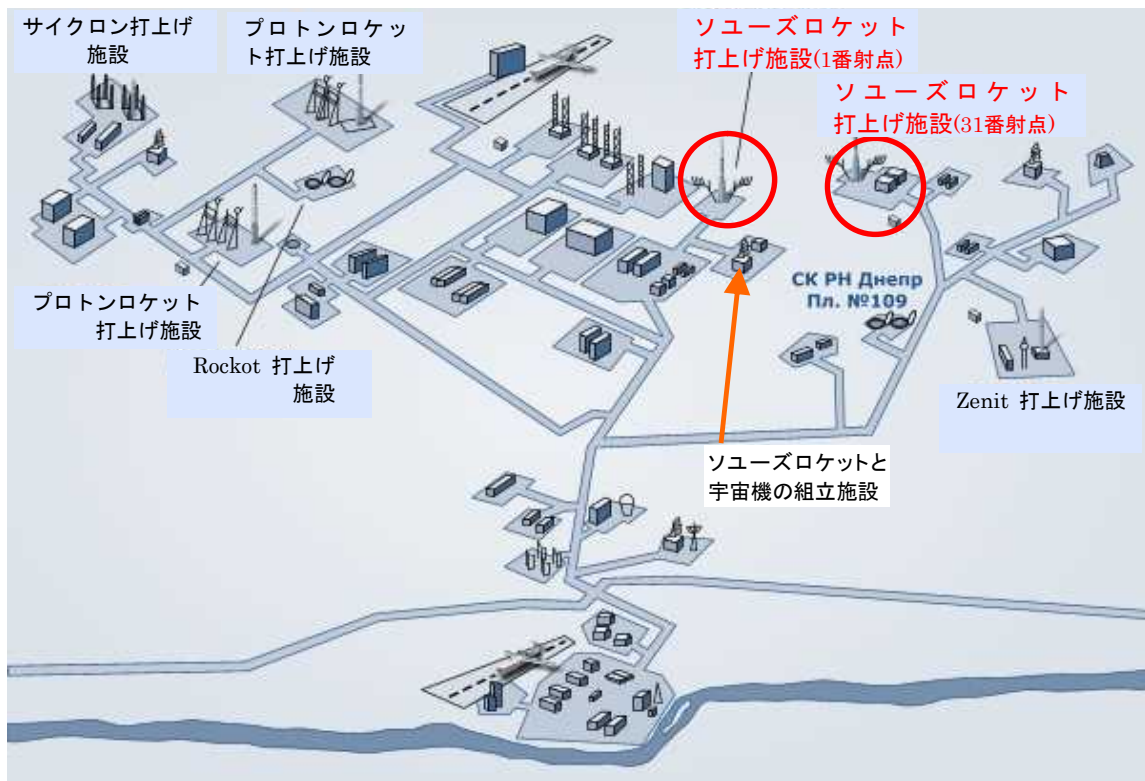 サイクロン打上げ
施設
プロトンロケッ
ト打上げ施設
ソユーズロケット
打上げ施設(1番射点)
ソユーズロケット
打上げ施設(31番射点)
СК РН Днепр
Пл. №109
プロトンロケット
打上げ施設
Rockot 打上げ
施設
Zenit 打上げ施設
ソユーズロケットと
宇宙機の組立施設